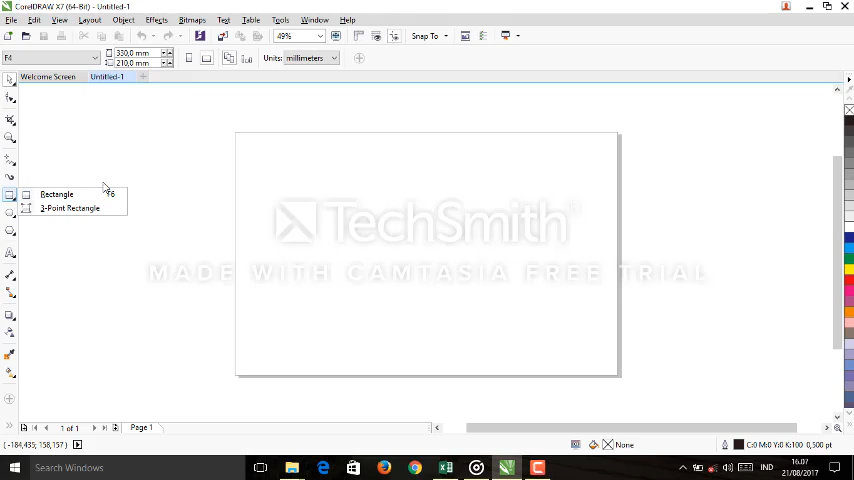 CorelDRAW X7 (64-Bit) - Untitled-1
File Edit View Layout Object Effects Bitmaps Text Table Tools Window Help
49% Snap To
F4 330,0 mm 210,0 mm Units: millimeters
Welcome Screen Untitled-1
Rectangle F6
3-Point Rectangle
TechSmith®
MADE WITH CAMTASIA FREE TRIAL
1 of 1 Page 1
( -184,435; 158,157 ) None C:0 M:0 Y:0 K:100 0,500 pt
Search Windows IND 16.07
21/08/2017